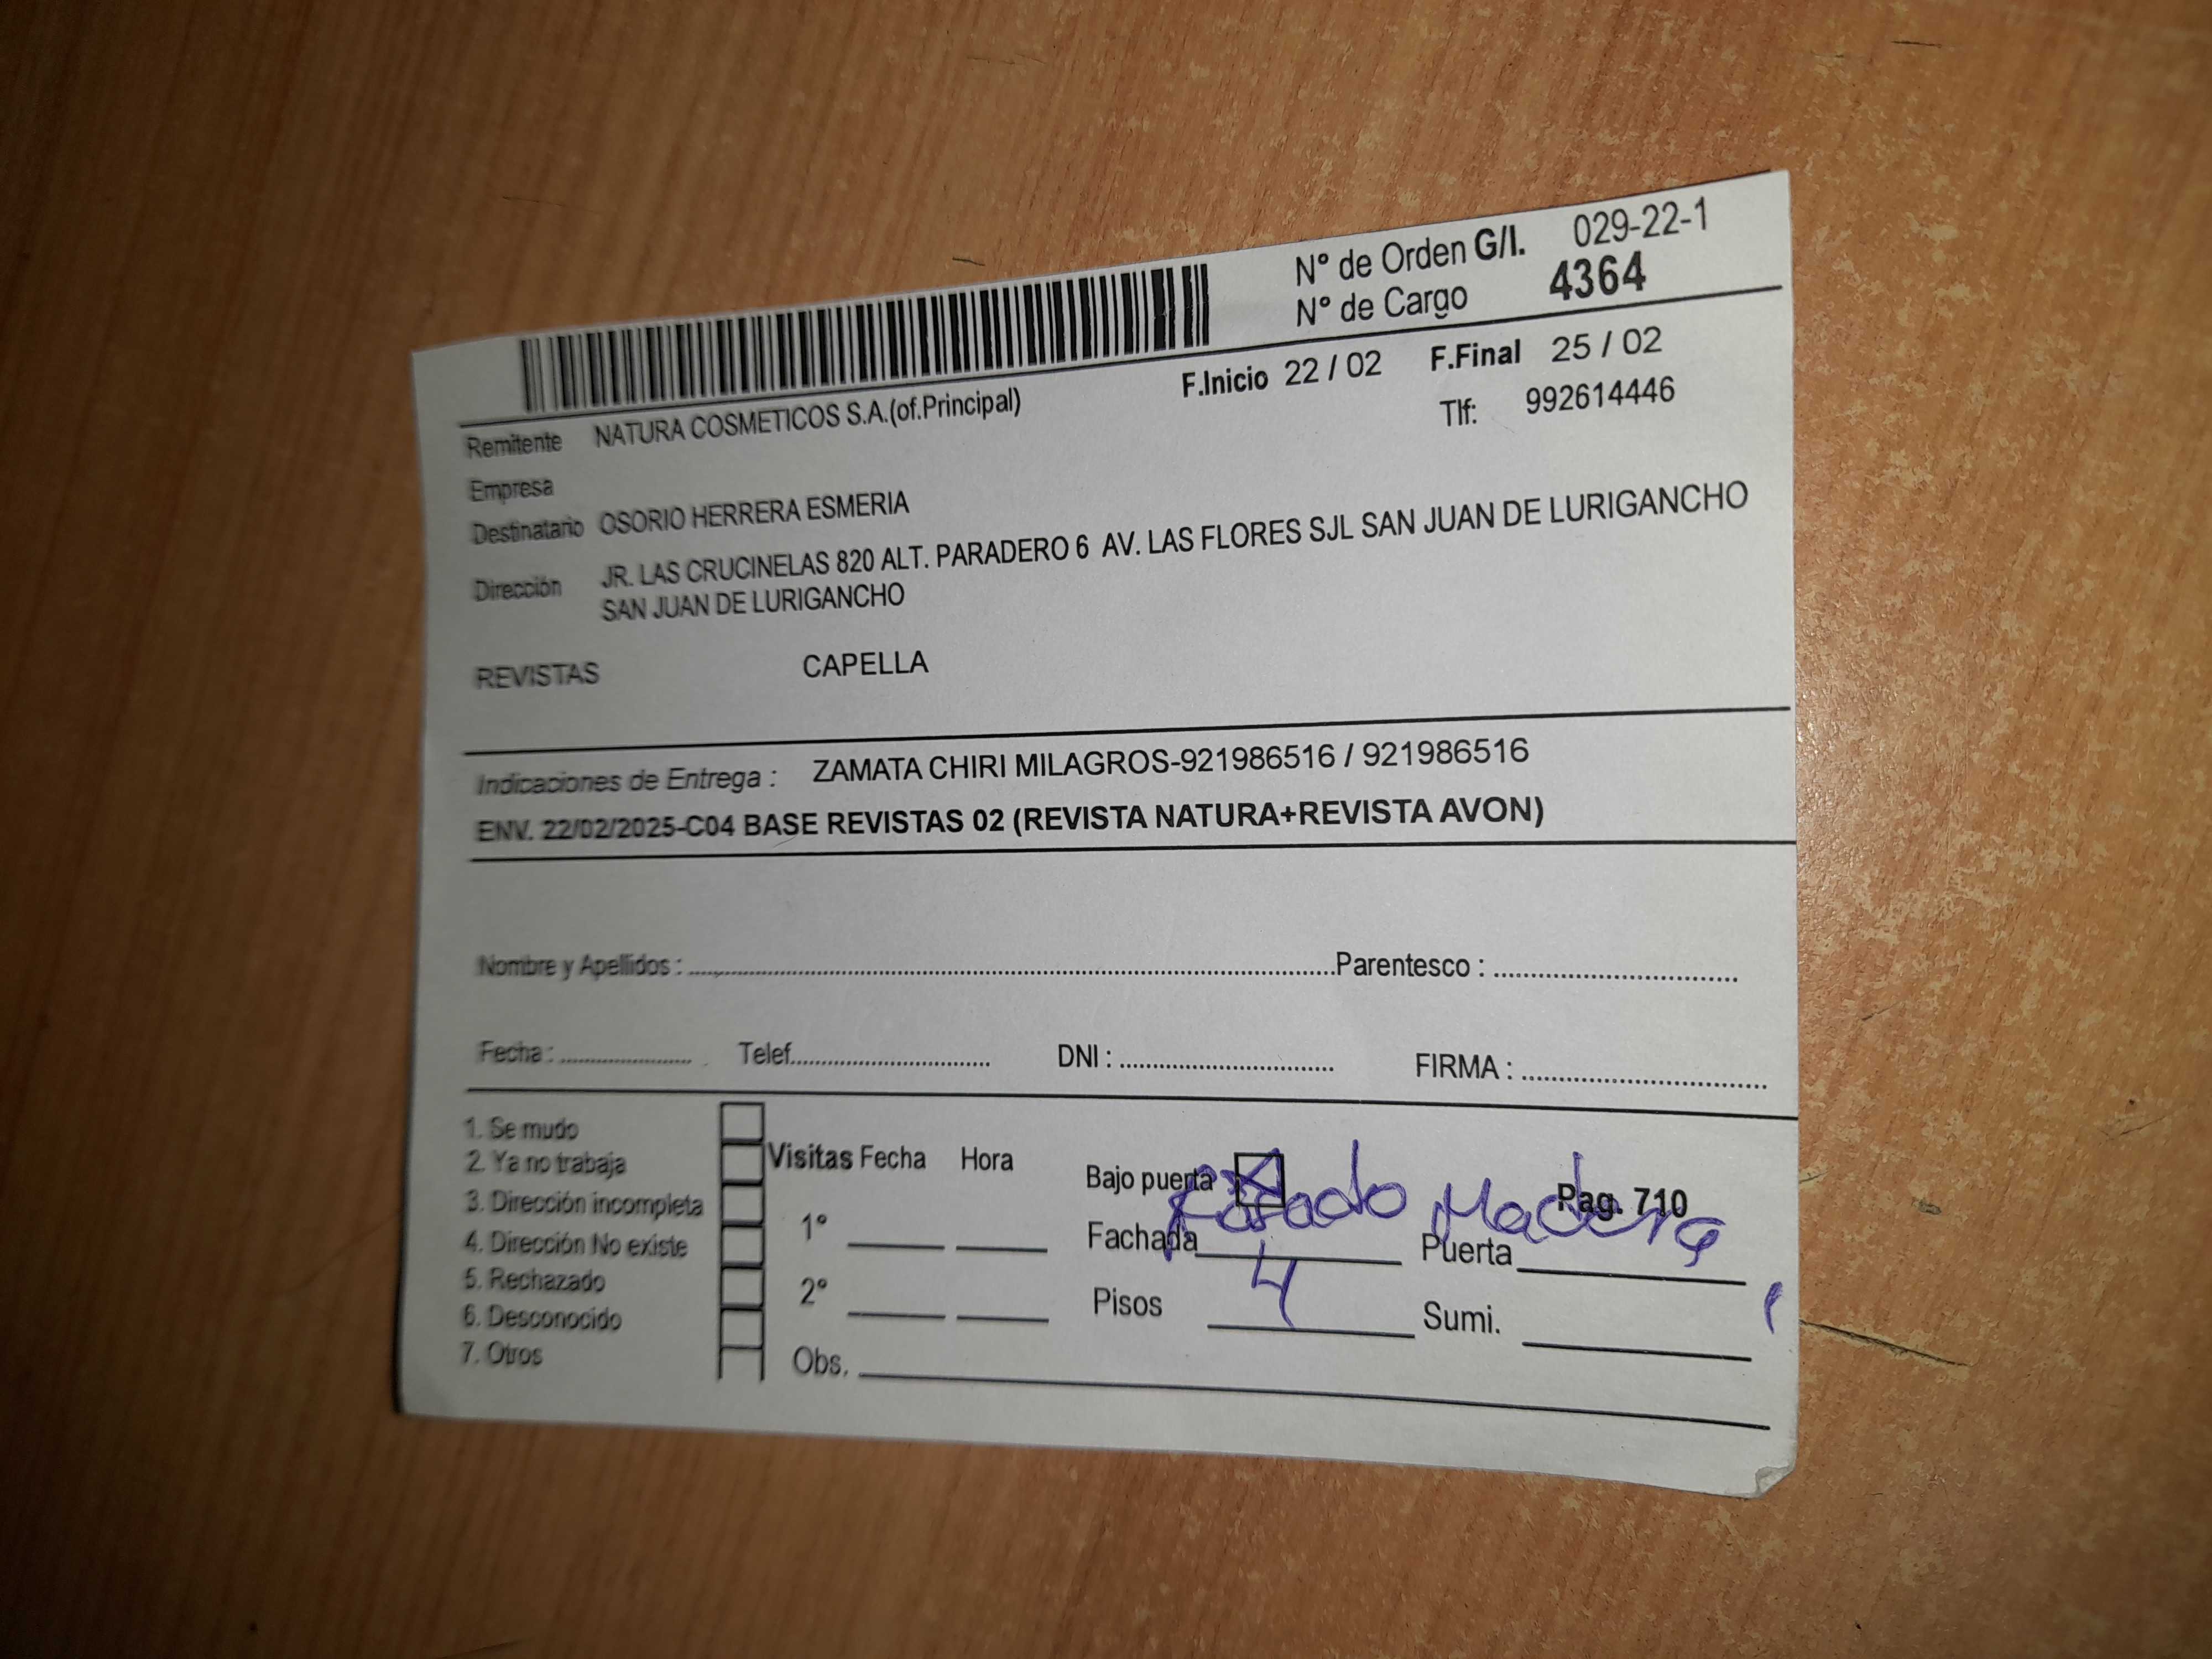 N° de Orden G/I. 029-22-1
N° de Cargo 4364
F.Inicio 22 / 02 F.Final 25 / 02
Remitente NATURA COSMETICOS S.A.(of.Principal) Tlf: 992614446
Empresa
Destinatario OSORIO HERRERA ESMERIA
Dirección JR. LAS CRUCINELAS 820 ALT. PARADERO 6 AV. LAS FLORES SJL SAN JUAN DE LURIGANCHO
SAN JUAN DE LURIGANCHO
REVISTAS CAPELLA
Indicaciones de Entrega : ZAMATA CHIRI MILAGROS-921986516 / 921986516
ENV. 22/02/2025-C04 BASE REVISTAS 02 (REVISTA NATURA+REVISTA AVON)
Nombre y Apellidos : Parentesco :
Fecha : Telef. DNI : FIRMA :
1. Se mudo
2. Ya no trabaja
3. Dirección incompleta
4. Dirección No existe
5. Rechazado
6. Desconocido
7. Otros
Visitas Fecha Hora
1°
2°
Obs.
Bajo puerta Pag. 710
Fachada Rosado Puerta Madera
Pisos 4 Sumi.